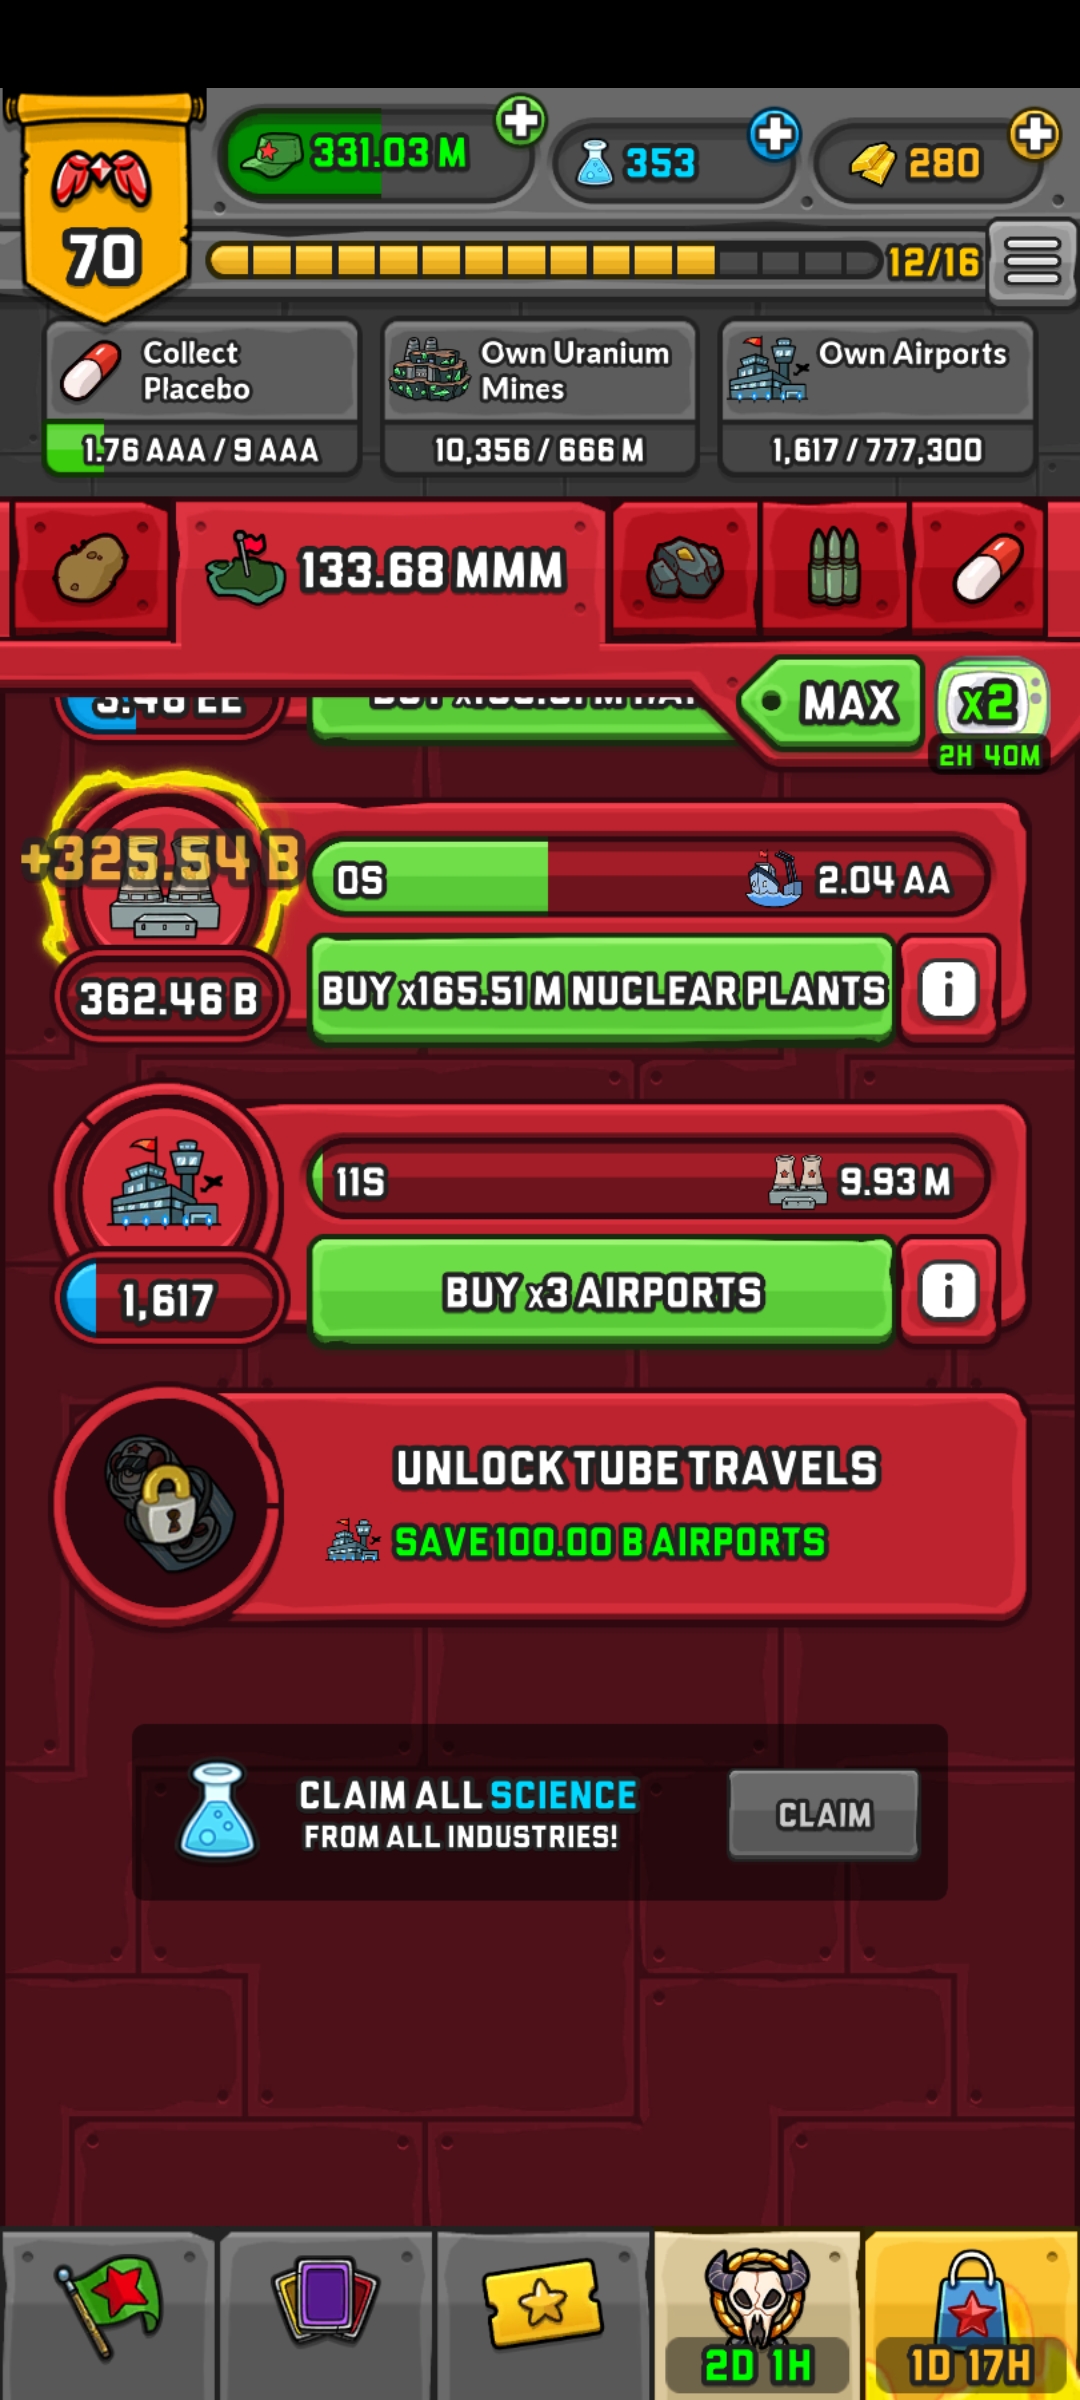 331.03 M
353
280
70
12/16
Collect
Placebo
Own Uranium
Mines
Own Airports
1.76 AAA / 9 AAA
10,356 / 666 M
1,617 / 777,300
133.68 MMM
MAX
x2
2H 40M
+325.54 B
0S
2.04 AA
362.46 B
BUY x165.51 M NUCLEAR PLANTS
i
11S
9.93 M
1,617
BUY x3 AIRPORTS
i
UNLOCK TUBE TRAVELS
SAVE 100.00 B AIRPORTS
CLAIM ALL SCIENCE
FROM ALL INDUSTRIES!
CLAIM
2D 1H
1D 17H